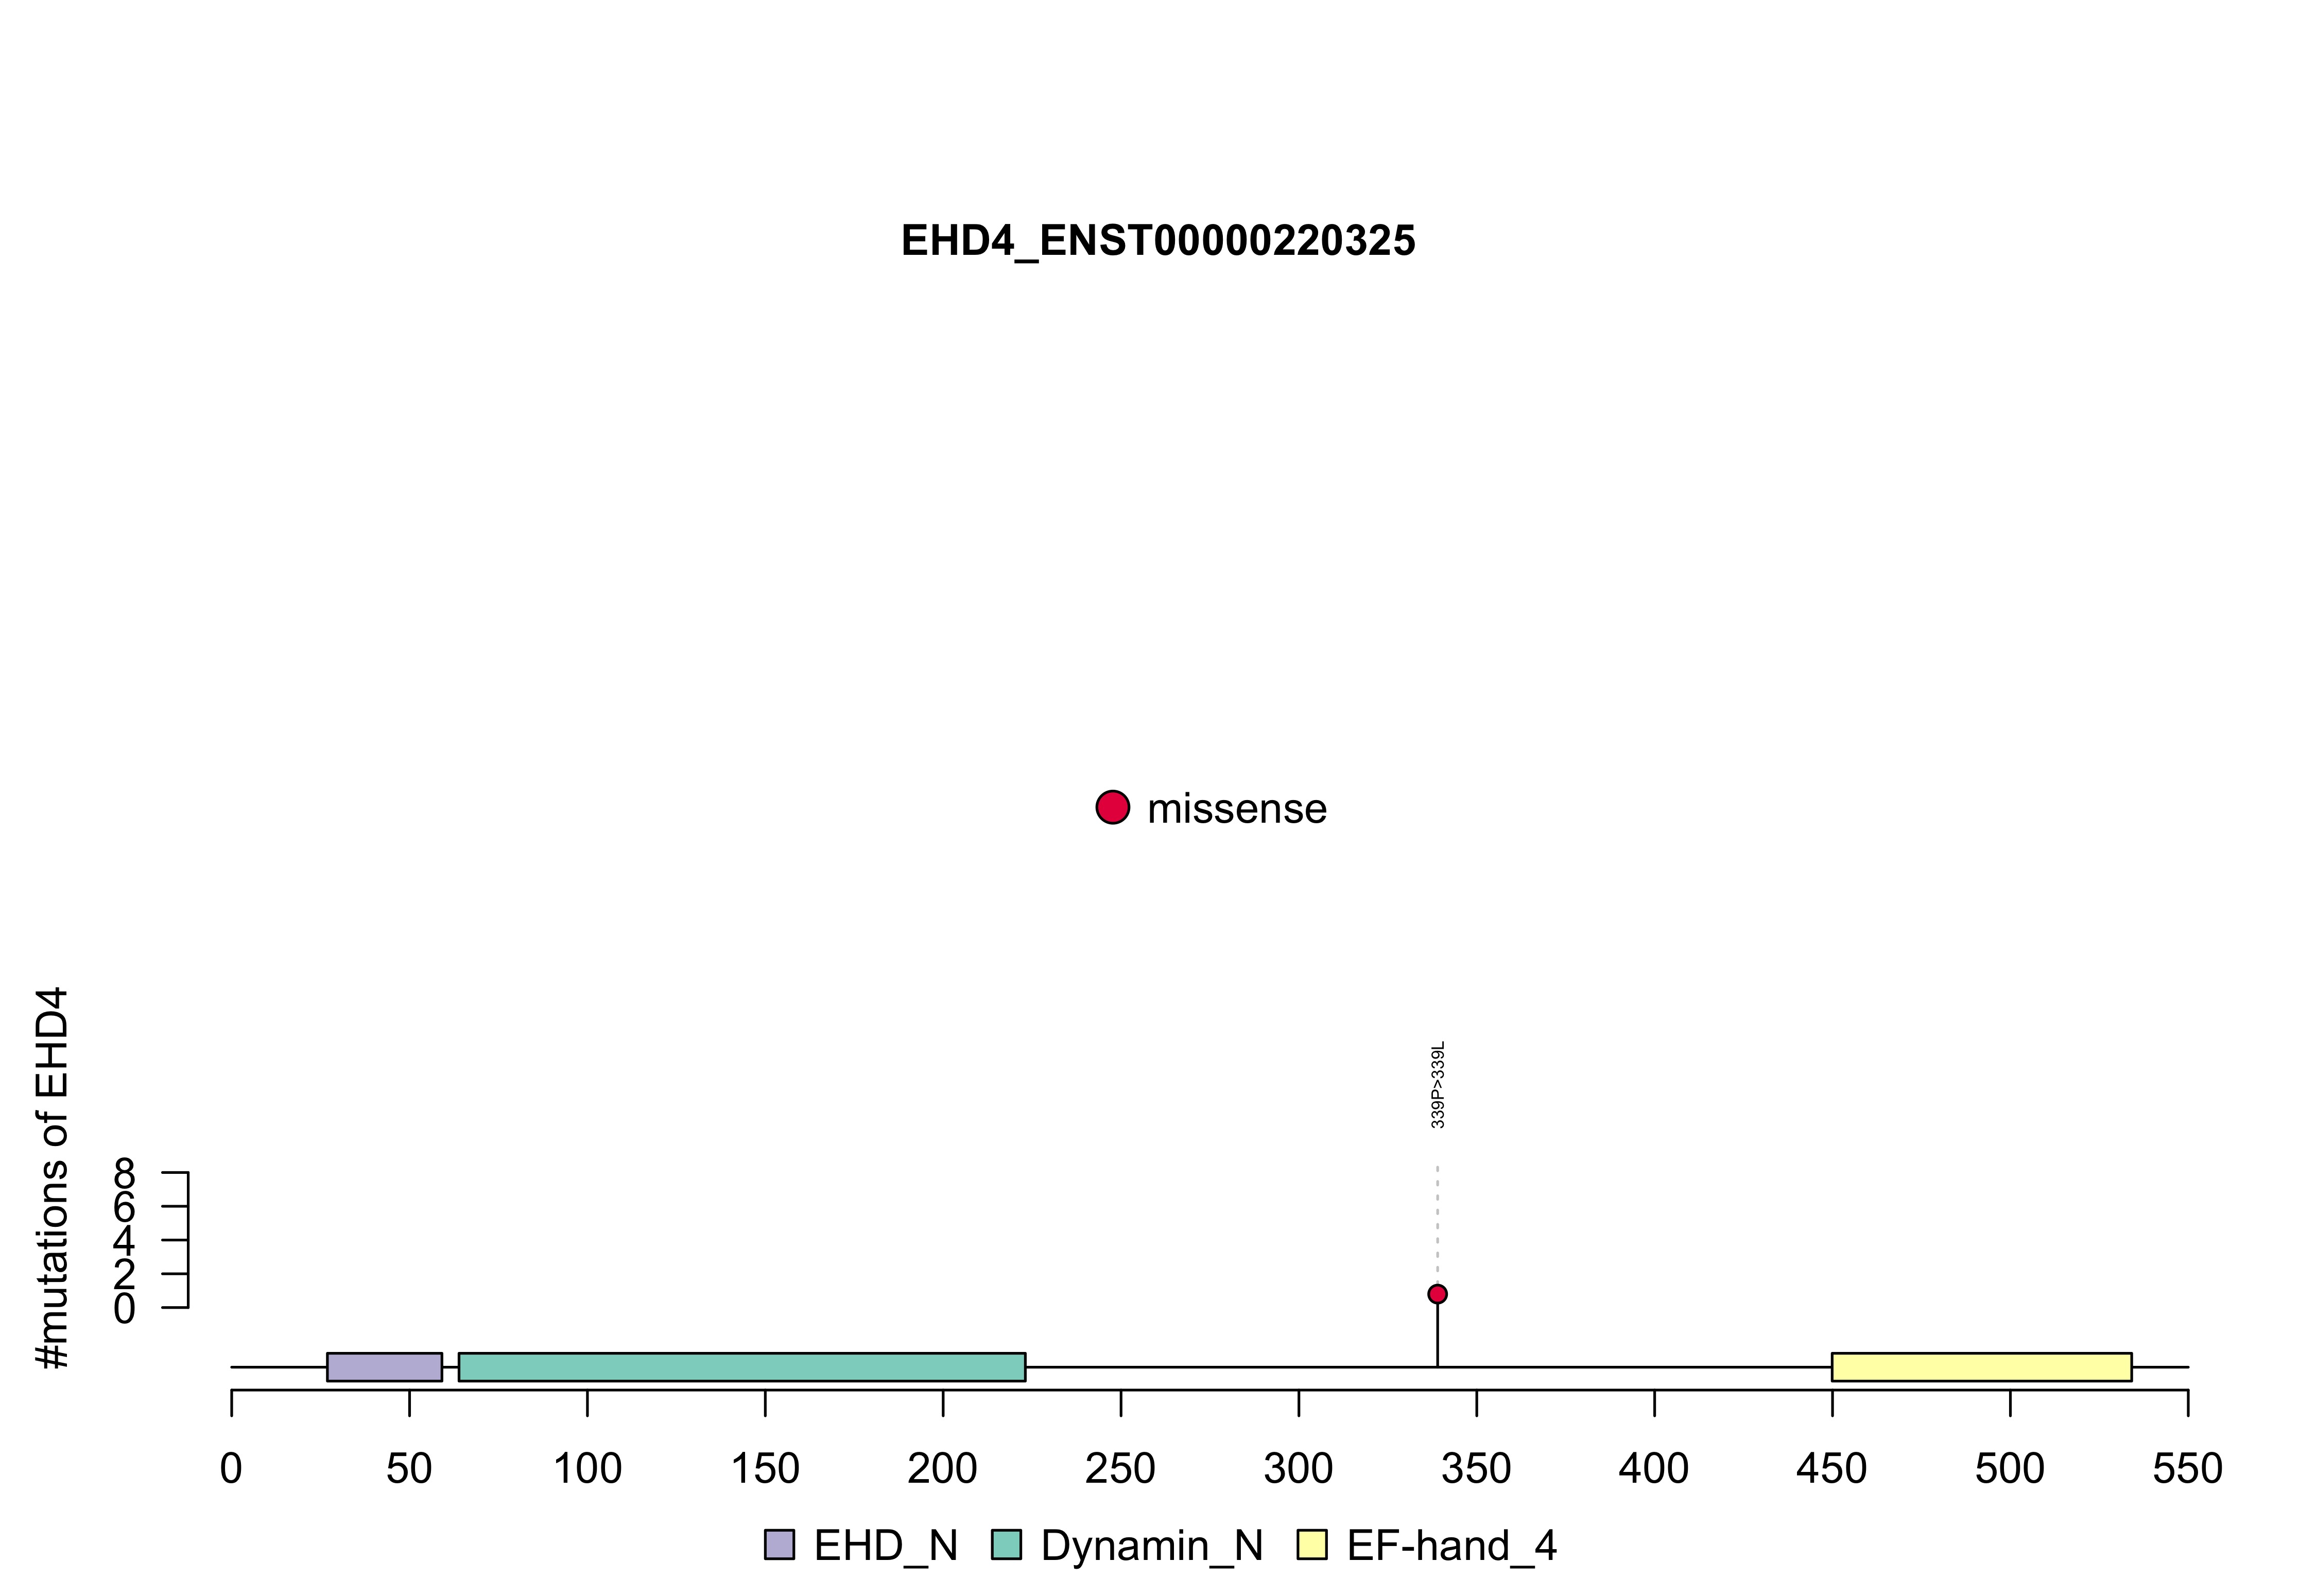 EHD4_ENST00000220325
missense
#mutations of EHD4
339P>339L
8
6
4
2
0
0 50 100 150 200 250 300 350 400 450 500 550
EHD_N Dynamin_N EF-hand_4